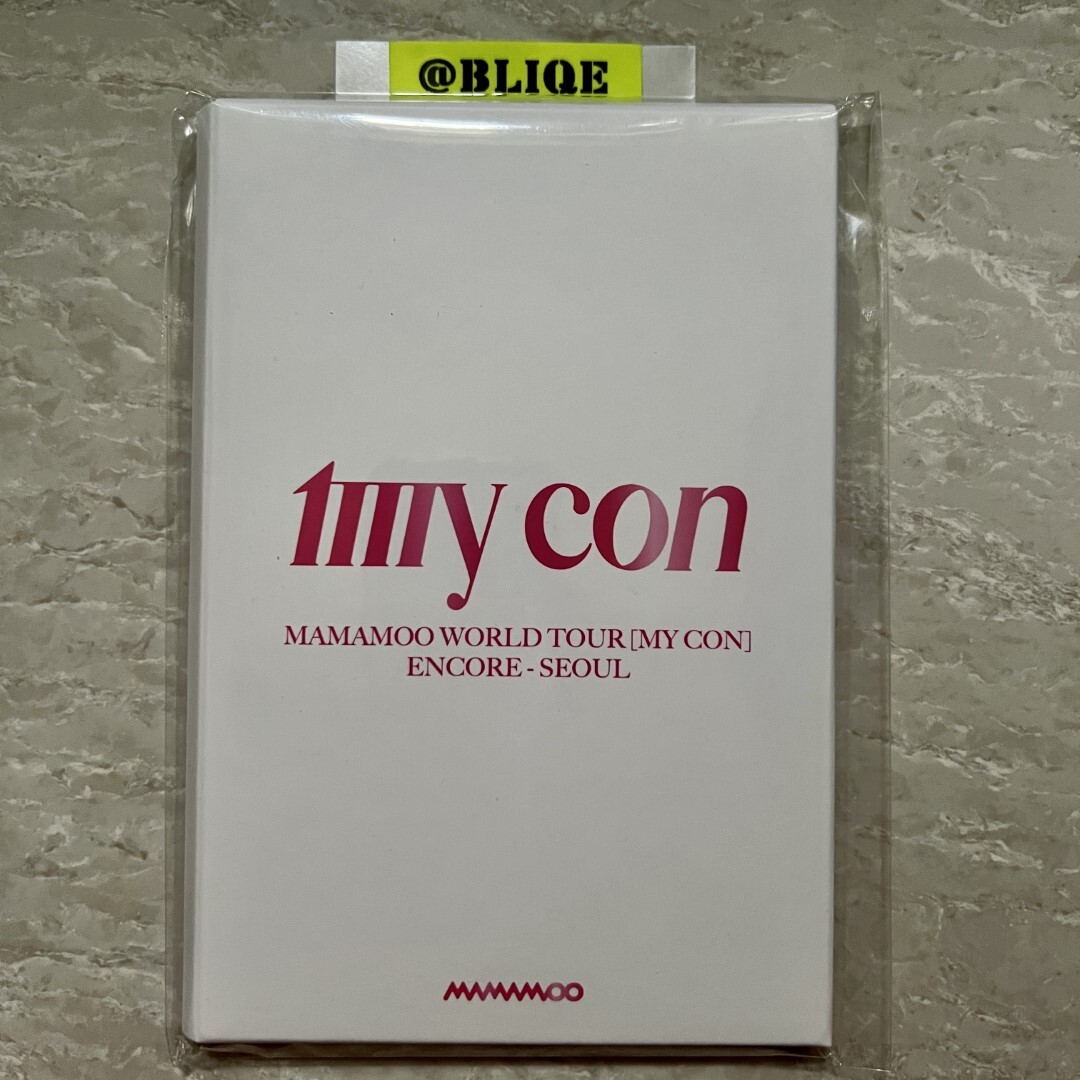 @BLIQE
my con
MAMAMOO WORLD TOUR [MY CON]
ENCORE - SEOUL
MAMAMOO